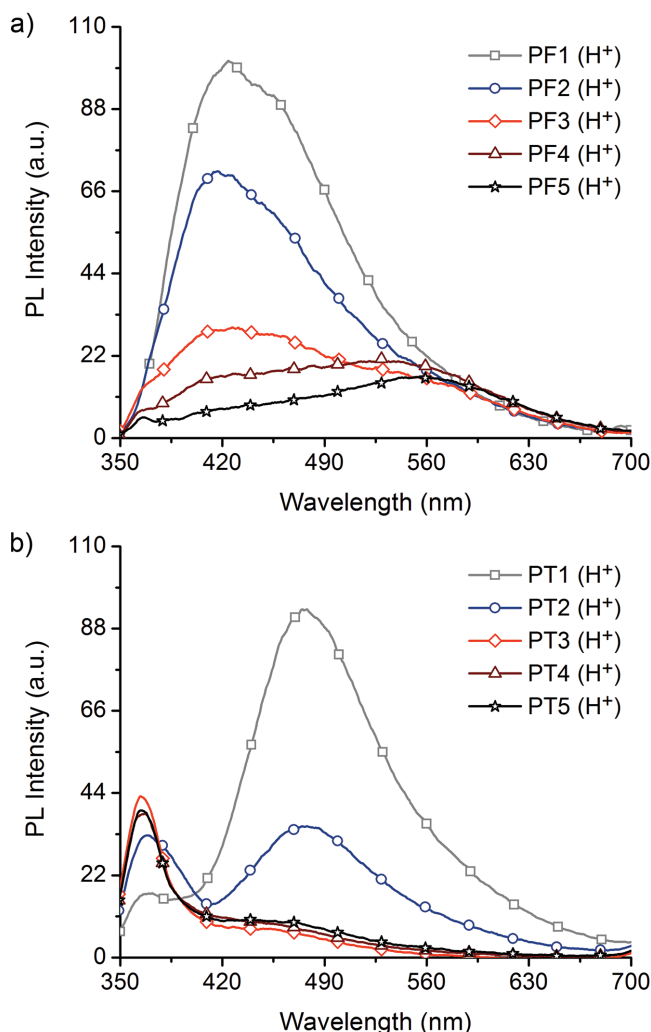 a)
110
88
66
44
22
0
PL Intensity (a.u.)
PF1 (H⁺)
PF2 (H⁺)
PF3 (H⁺)
PF4 (H⁺)
PF5 (H⁺)
350 420 490 560 630 700
Wavelength (nm)
b)
110
88
66
44
22
0
PL Intensity (a.u.)
PT1 (H⁺)
PT2 (H⁺)
PT3 (H⁺)
PT4 (H⁺)
PT5 (H⁺)
350 420 490 560 630 700
Wavelength (nm)